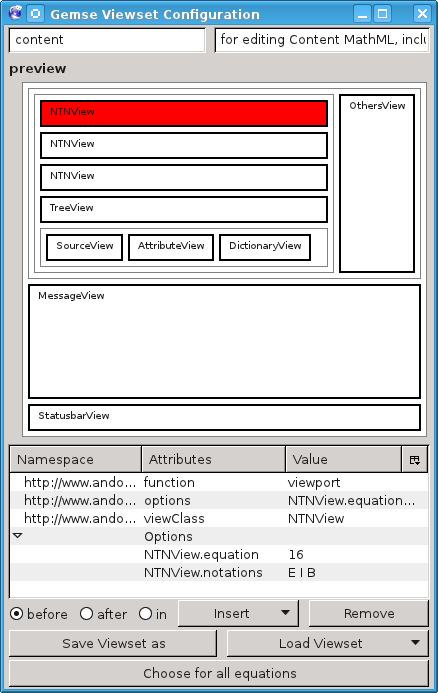 Gemse Viewset Configuration
content
for editing Content MathML, inclu
preview
NTNView
OthersView
NTNView
NTNView
TreeView
SourceView AttributeView DictionaryView
MessageView
StatusbarView
Namespace Attributes Value
http://www.ando... function viewport
http://www.ando... options NTNView.equation...
http://www.ando... viewClass NTNView
Options
NTNView.equation 16
NTNView.notations E I B
before after in Insert Remove
Save Viewset as Load Viewset
Choose for all equations